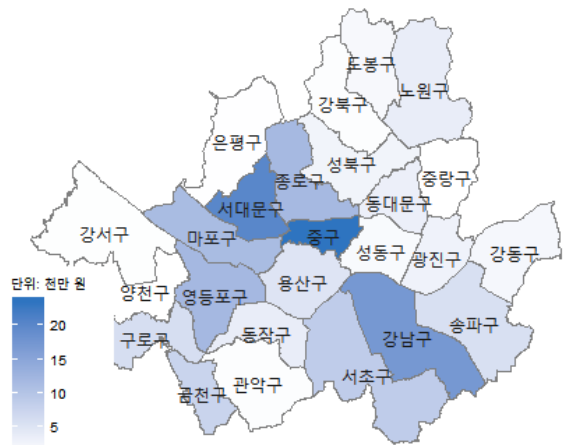 도봉구
노원구
강북구
은평구
성북구
중랑구
종로구
동대문구
서대문구
강서구
마포구
중구
성동구
광진구
강동구
양천구
용산구
영등포구
송파구
구로구
동작구
강남구
서초구
금천구
관악구
단위: 천만 원
20
15
10
5